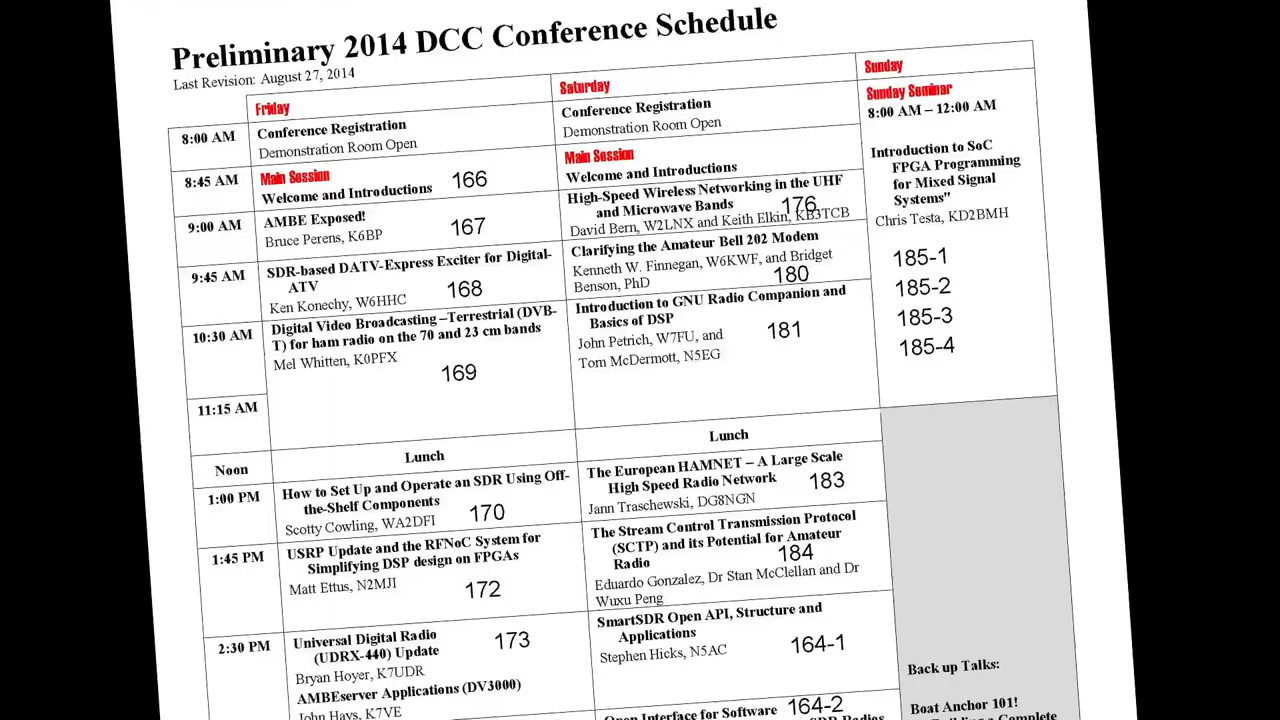 Preliminary 2014 DCC Conference Schedule
Last Revision: August 27, 2014
Friday
Saturday
Sunday
8:00 AM
Conference Registration
Demonstration Room Open
Conference Registration
Demonstration Room Open
Sunday Seminar
8:00 AM – 12:00 AM
Introduction to SoC
FPGA Programming
for Mixed Signal
Systems"
Chris Testa, KD2BMH
185-1
185-2
185-3
185-4
8:45 AM
Main Session
Welcome and Introductions 166
Main Session
Welcome and Introductions
9:00 AM
AMBE Exposed!
Bruce Perens, K6BP 167
High-Speed Wireless Networking in the UHF
and Microwave Bands 176
David Bern, W2LNX and Keith Elkin, KB3TCB
9:45 AM
SDR-based DATV-Express Exciter for Digital-
ATV
Ken Konechy, W6HHC 168
Clarifying the Amateur Bell 202 Modem
Kenneth W. Finnegan, W6KWF, and Bridget
Benson, PhD 180
10:30 AM
Digital Video Broadcasting –Terrestrial (DVB-
T) for ham radio on the 70 and 23 cm bands
Mel Whitten, K0PFX
169
Introduction to GNU Radio Companion and
Basics of DSP
John Petrich, W7FU, and 181
Tom McDermott, N5EG
11:15 AM
Noon
Lunch
Lunch
1:00 PM
How to Set Up and Operate an SDR Using Off-
the-Shelf Components
Scotty Cowling, WA2DFI 170
The European HAMNET – A Large Scale
High Speed Radio Network 183
Jann Traschewski, DG8NGN
1:45 PM
USRP Update and the RFNoC System for
Simplifying DSP design on FPGAs
Matt Ettus, N2MJI 172
The Stream Control Transmission Protocol
(SCTP) and its Potential for Amateur
Radio 184
Eduardo Gonzalez, Dr Stan McClellan and Dr
Wuxu Peng
2:30 PM
Universal Digital Radio 173
(UDRX-440) Update
Bryan Hoyer, K7UDR
AMBEserver Applications (DV3000)
John Hays, K7VE
SmartSDR Open API, Structure and
Applications
Stephen Hicks, N5AC 164-1
Open Interface for Software 164-2
SDR Radios
Back up Talks:
Boat Anchor 101!
Building a Complete